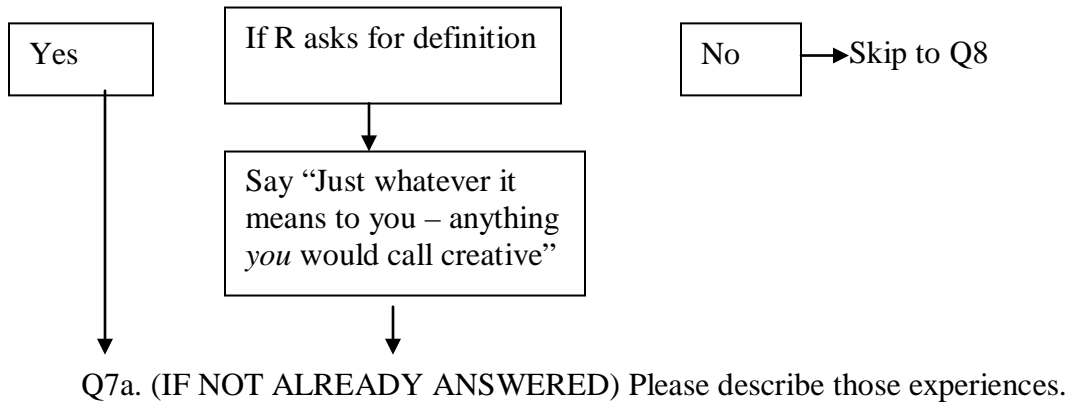 Yes
If R asks for definition
No
Skip to Q8
Say “Just whatever it
means to you – anything
you would call creative”
Q7a. (IF NOT ALREADY ANSWERED) Please describe those experiences.